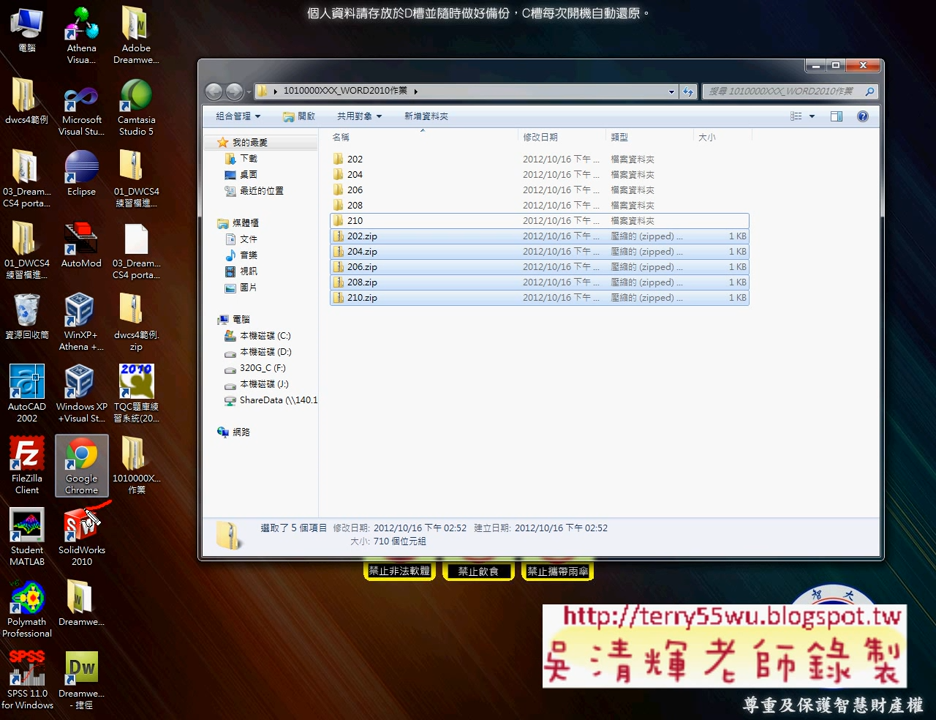 個人資料請存放於D槽並隨時做好備份，C槽每次開機自動還原。
電腦
Athena
Visua...
Adobe
Dreamwe...
dwcs4範例
Microsoft
Visual Stu...
Camtasia
Studio 5
03_Dream...
CS4 porta...
Eclipse
01_DWCS4
練習檔進...
01_DWCS4
練習檔進...
AutoMod
03_Dream...
CS4 porta...
資源回收筒
WinXP+
Athena +...
dwcs4範例.
zip
AutoCAD
2002
Windows XP
+Visual St...
2010
TQC題庫練
習系統(20...
FileZilla
Client
Google
Chrome
1010000X...
作業
Student
MATLAB
SolidWorks
2010
Polymath
Professional
Dreamwe...
SPSS
SPSS 11.0
for Windows
Dw
Dreamwe...
- 捷徑
1010000XXX_WORD2010作業
搜尋 1010000XXX_WORD2010作業
組合管理
開啟
共用對象
新增資料夾
名稱
修改日期
類型
大小
我的最愛
下載
桌面
最近的位置
媒體櫃
文件
音樂
視訊
圖片
電腦
本機磁碟 (C:)
本機磁碟 (D:)
320G_C (F:)
本機磁碟 (J:)
ShareData (\\140.1
網路
202 2012/10/16 下午 ... 檔案資料夾
204 2012/10/16 下午 ... 檔案資料夾
206 2012/10/16 下午 ... 檔案資料夾
208 2012/10/16 下午 ... 檔案資料夾
210 2012/10/16 下午 ... 檔案資料夾
202.zip 2012/10/16 下午 ... 壓縮的 (zipped) ... 1 KB
204.zip 2012/10/16 下午 ... 壓縮的 (zipped) ... 1 KB
206.zip 2012/10/16 下午 ... 壓縮的 (zipped) ... 1 KB
208.zip 2012/10/16 下午 ... 壓縮的 (zipped) ... 1 KB
210.zip 2012/10/16 下午 ... 壓縮的 (zipped) ... 1 KB
選取了 5 個項目 修改日期: 2012/10/16 下午 02:52 建立日期: 2012/10/16 下午 02:52
大小: 710 個位元組
禁止非法軟體
禁止飲食
禁止攜帶雨傘
智 大
http://terry55wu.blogspot.tw
吳清輝老師錄製
尊重及保護智慧財產權